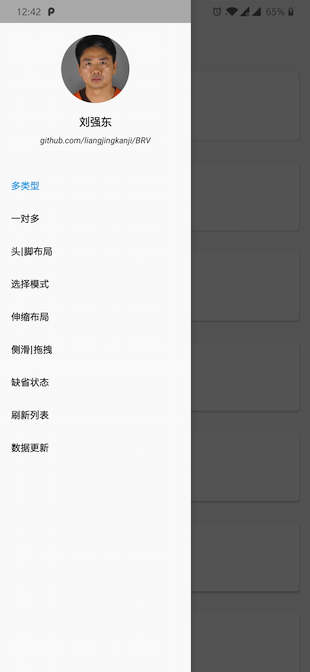 12:42
65%
刘强东
github.com/liangjingkanji/BRV
多类型
一对多
头|脚布局
选择模式
伸缩布局
侧滑|拖拽
缺省状态
刷新列表
数据更新